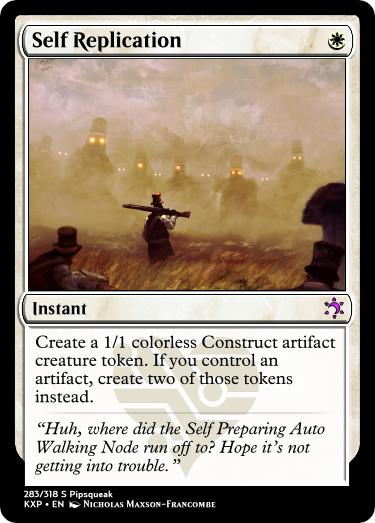 Self Replication
Instant
Create a 1/1 colorless Construct artifact
creature token. If you control an
artifact, create two of those tokens
instead.
“Huh, where did the Self Preparing Auto
Walking Node run off to? Hope it’s not
getting into trouble.”
283/318 S Pipsqueak
KXP • EN Nicholas Maxson-Francombe